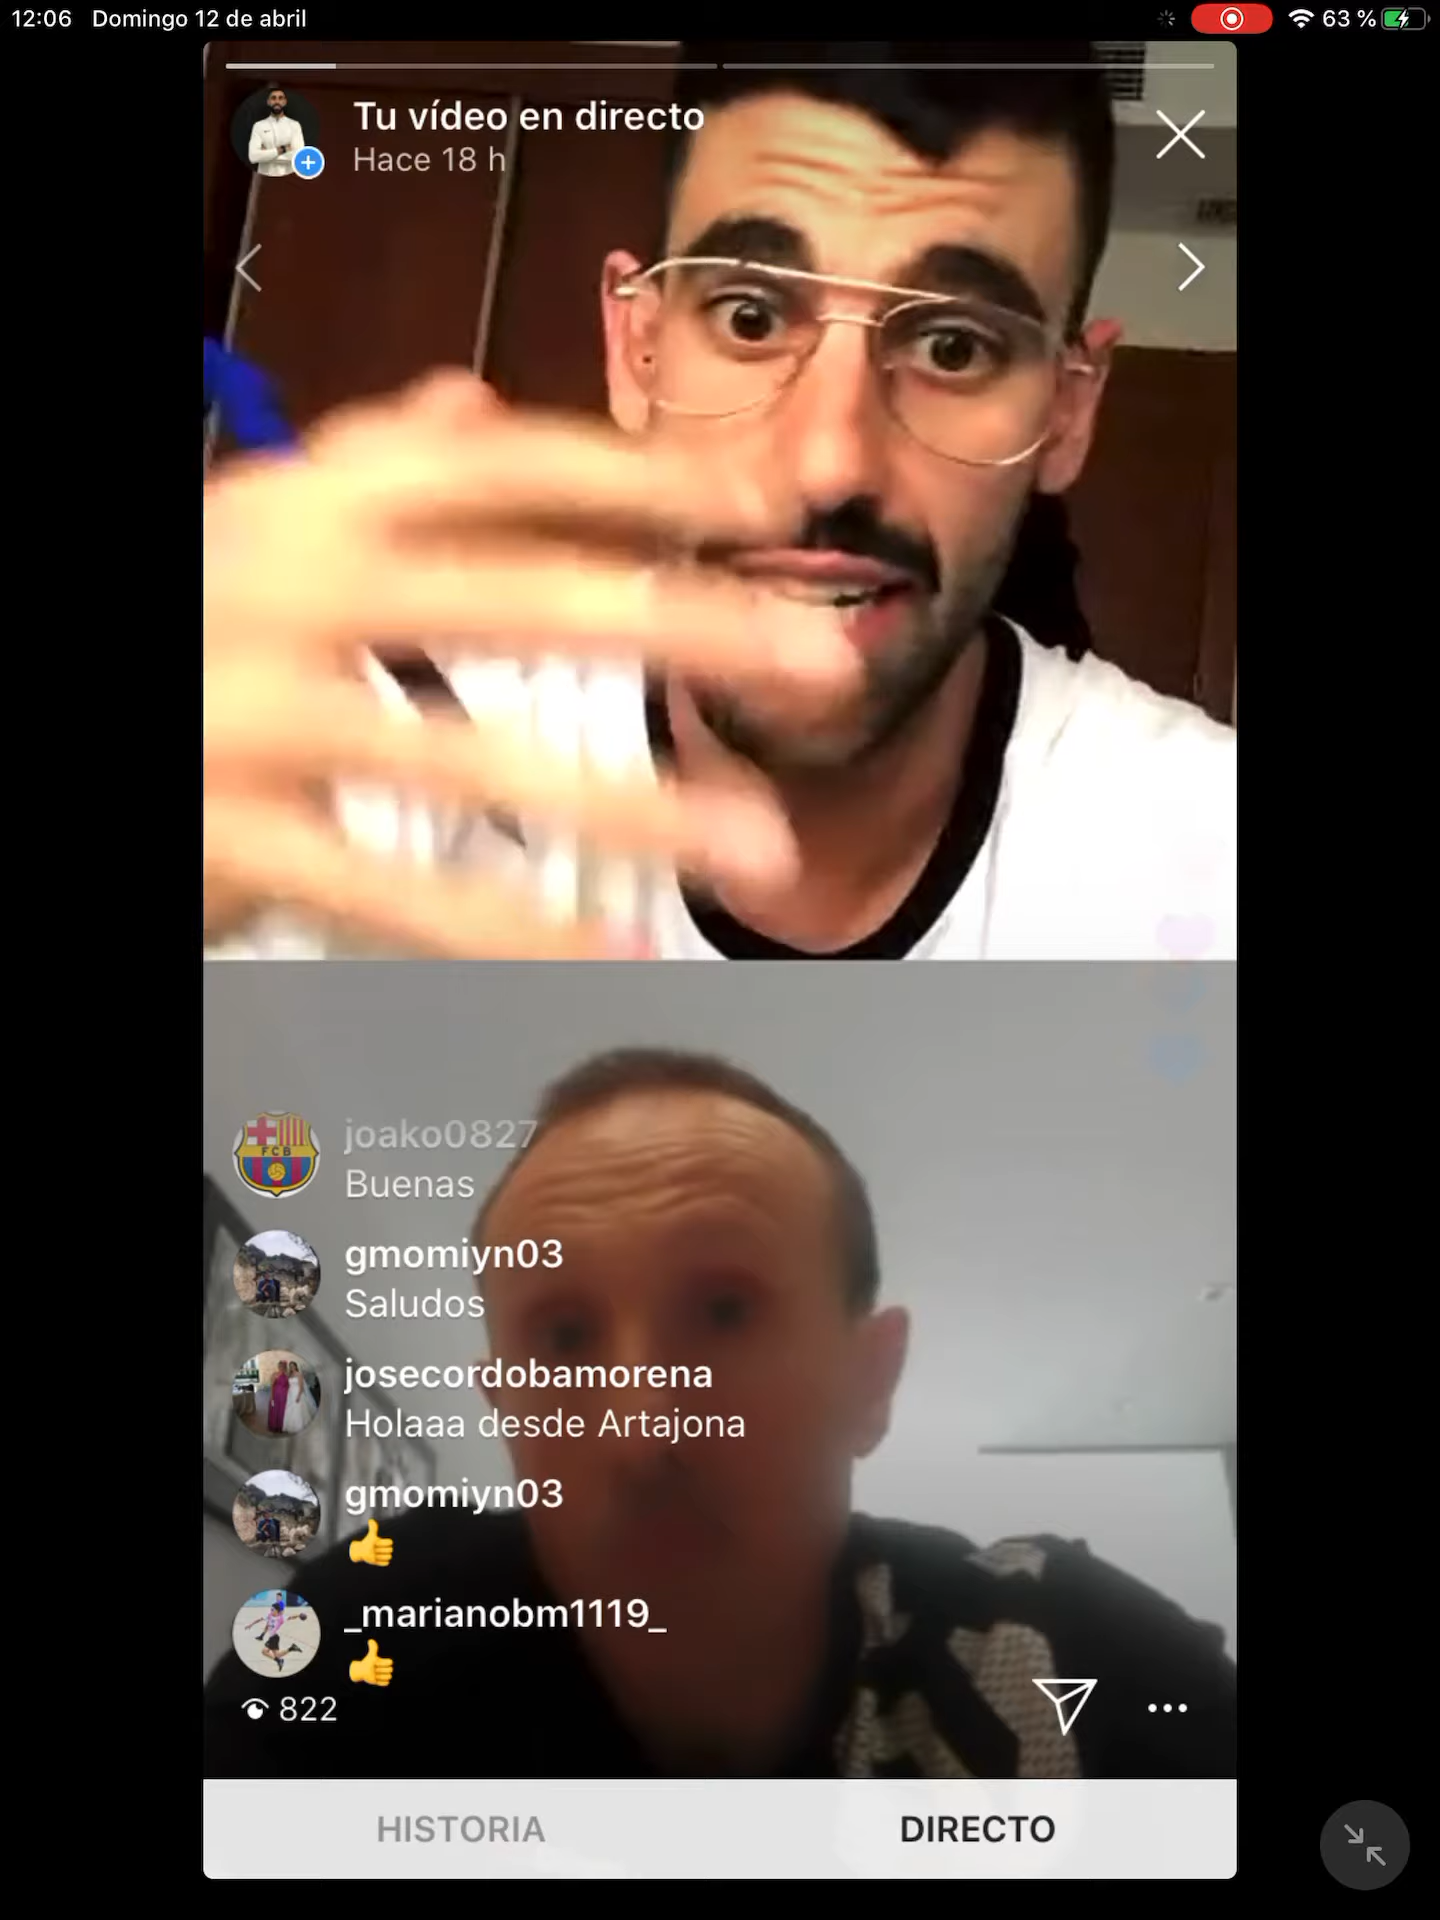 12:06 Domingo 12 de abril
63 %
Tu vídeo en directo
Hace 18 h
FCB
joako0827
Buenas
gmomiyn03
Saludos
josecordobamorena
Holaaa desde Artajona
gmomiyn03
👍
_marianobm1119_
👍
822
HISTORIA
DIRECTO